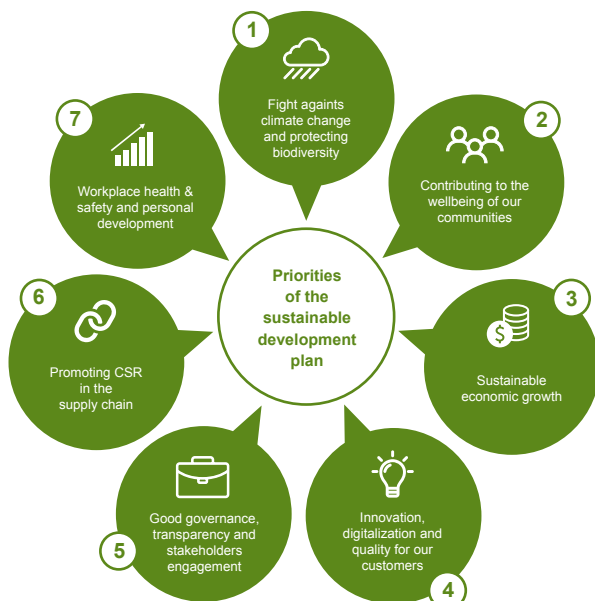 1
Fight againts
climate change
and protecting
biodiversity
2
Contributing to the
wellbeing of our
communities
3
$
Sustainable
economic growth
4
Innovation,
digitalization and
quality for our
customers
5
Good governance,
transparency and
stakeholders
engagement
6
Promoting CSR
in the
supply chain
7
Workplace health &
safety and personal
development
Priorities
of the
sustainable
development
plan